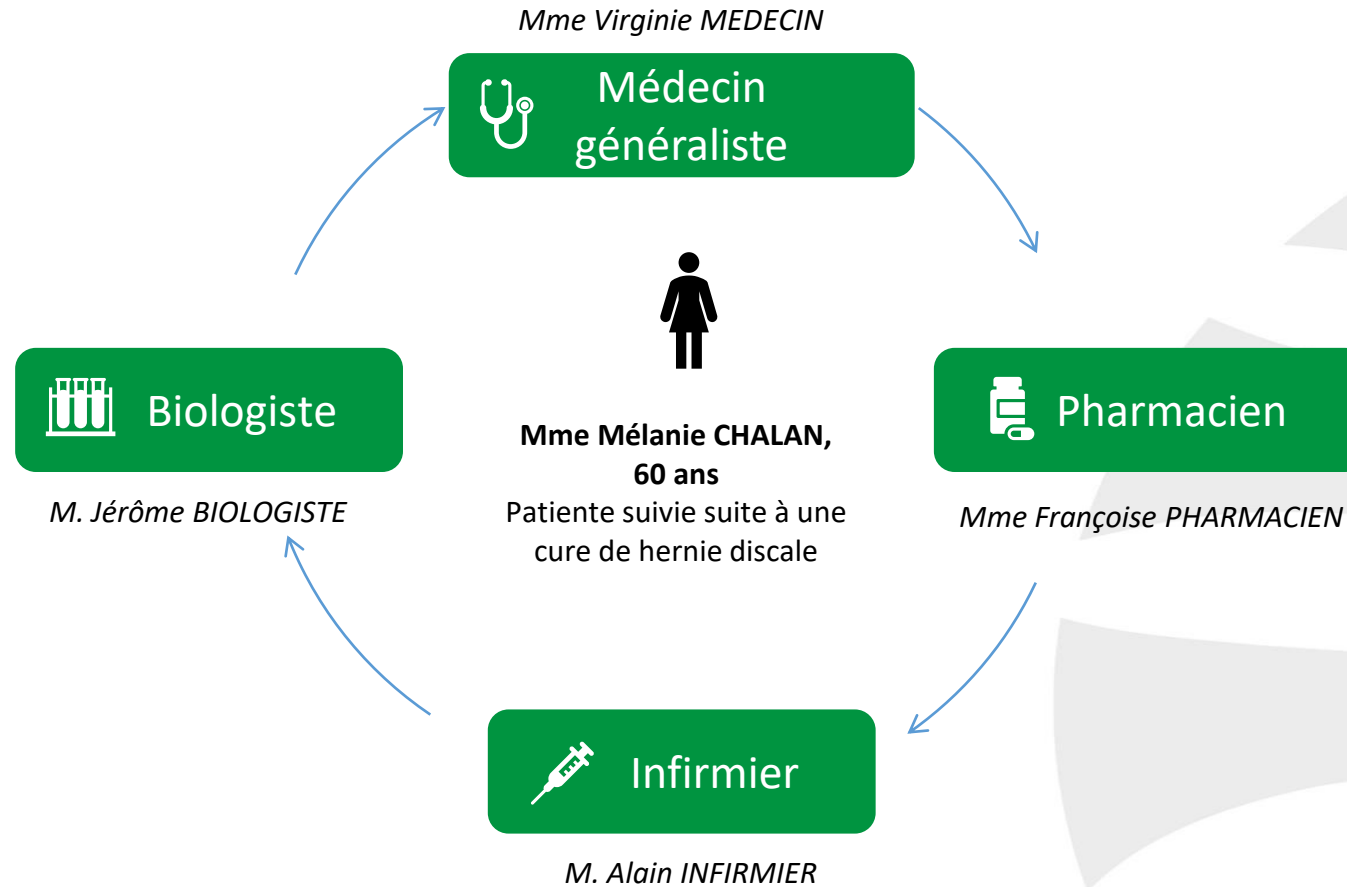 Mme Virginie MEDECIN
Médecin
généraliste
Biologiste
M. Jérôme BIOLOGISTE
Mme Mélanie CHALAN,
60 ans
Patiente suivie suite à une
cure de hernie discale
Pharmacien
Mme Françoise PHARMACIEN
Infirmier
M. Alain INFIRMIER